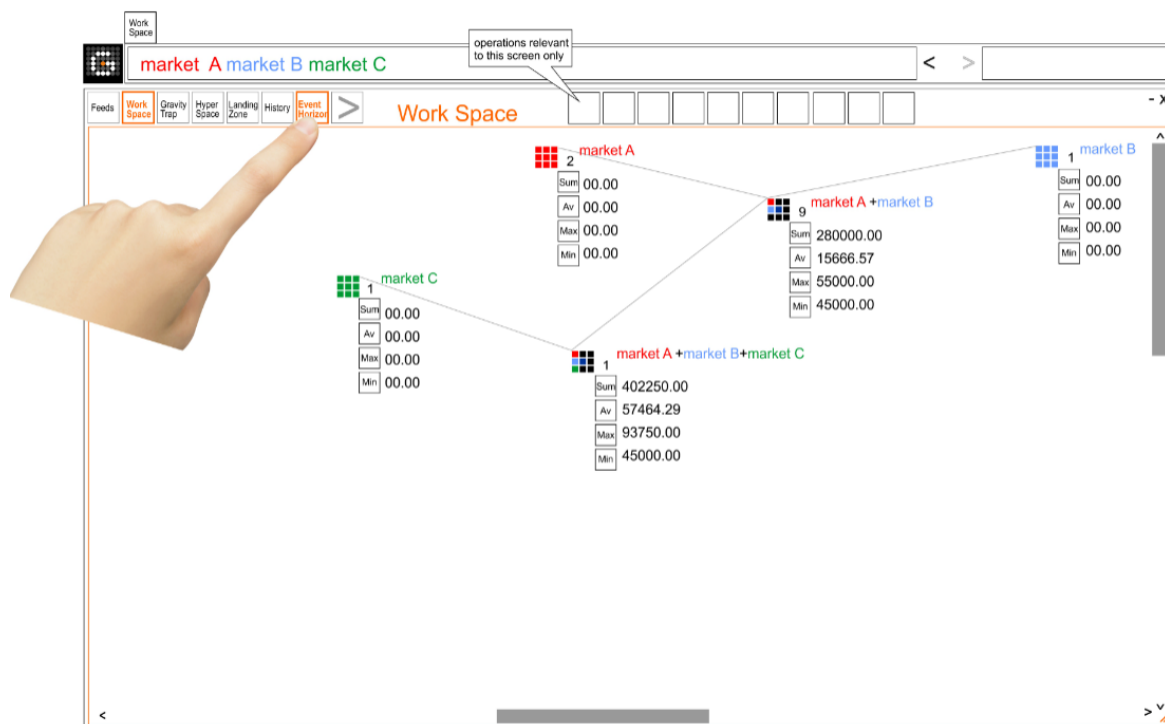 Work
Space
operations relevant
to this screen only
market A market B market C
< >
Feeds
Work
Space
Gravity
Trap
Hyper
Space
Landing
Zone
History
Event
Horizon
>
Work Space
- x
market A
2
Sum 00.00
Av 00.00
Max 00.00
Min 00.00
market B
1
Sum 00.00
Av 00.00
Max 00.00
Min 00.00
market A +market B
9
Sum 280000.00
Av 15666.57
Max 55000.00
Min 45000.00
market C
1
Sum 00.00
Av 00.00
Max 00.00
Min 00.00
market A +market B+market C
1
Sum 402250.00
Av 57464.29
Max 93750.00
Min 45000.00
< >